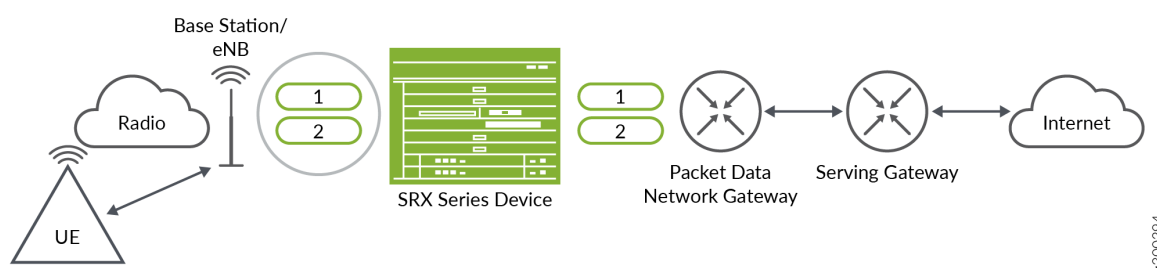 Base Station/
eNB
Radio
UE
1
2
SRX Series Device
1
2
Packet Data
Network Gateway
Serving Gateway
Internet